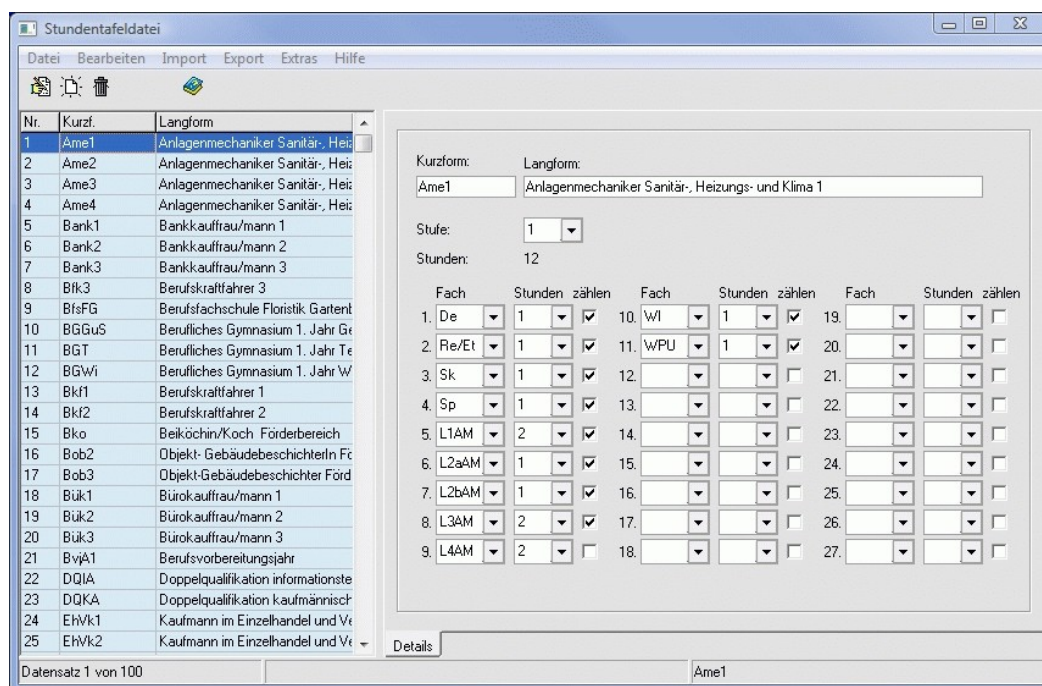 Stundentafeldatei
Datei Bearbeiten Import Export Extras Hilfe
Nr. Kurzf. Langform
1 Ame1 Anlagenmechaniker Sanitär-, Heiz
2 Ame2 Anlagenmechaniker Sanitär-, Heiz
3 Ame3 Anlagenmechaniker Sanitär-, Heiz
4 Ame4 Anlagenmechaniker Sanitär-, Heiz
5 Bank1 Bankkauffrau/mann 1
6 Bank2 Bankkauffrau/mann 2
7 Bank3 Bankkauffrau/mann 3
8 Bfk3 Berufskraftfahrer 3
9 BfsFG Berufsfachschule Floristik Gartenb
10 BGGuS Berufliches Gymnasium 1. Jahr Ge
11 BGT Berufliches Gymnasium 1. Jahr Te
12 BGWi Berufliches Gymnasium 1. Jahr W
13 Bkf1 Berufskraftfahrer 1
14 Bkf2 Berufskraftfahrer 2
15 Bko Beiköchin/Koch Förderbereich
16 Bob2 Objekt- GebäudebeschichterIn Fö
17 Bob3 Objekt-Gebäudebeschichter Förd
18 Bük1 Bürokauffrau/mann 1
19 Bük2 Bürokauffrau/mann 2
20 Bük3 Bürokauffrau/mann 3
21 BvjA1 Berufsvorbereitungsjahr
22 DQIA Doppelqualifikation informationste
23 DQKA Doppelqualifikation kaufmännisch
24 EhVk1 Kaufmann im Einzelhandel und Ve
25 EhVk2 Kaufmann im Einzelhandel und Ve
Kurzform: Langform:
Ame1 Anlagenmechaniker Sanitär-, Heizungs- und Klima 1
Stufe: 1
Stunden: 12
Fach Stunden zählen Fach Stunden zählen Fach Stunden zählen
1. De 1 10. WI 1 19.
2. Re/Et 1 11. WPU 1 20.
3. Sk 1 12. 21.
4. Sp 1 13. 22.
5. L1AM 2 14. 23.
6. L2aAM 1 15. 24.
7. L2bAM 1 16. 25.
8. L3AM 2 17. 26.
9. L4AM 2 18. 27.
Details
Datensatz 1 von 100 Ame1